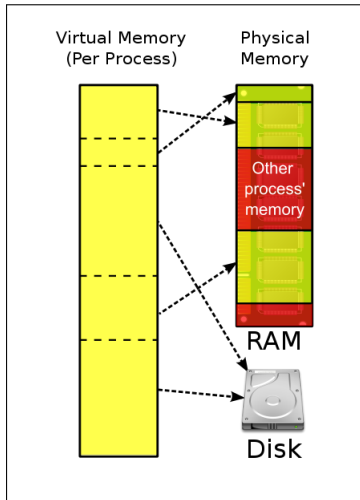 Virtual Memory
(Per Process)
Physical
Memory
Other
process'
memory
RAM
Disk